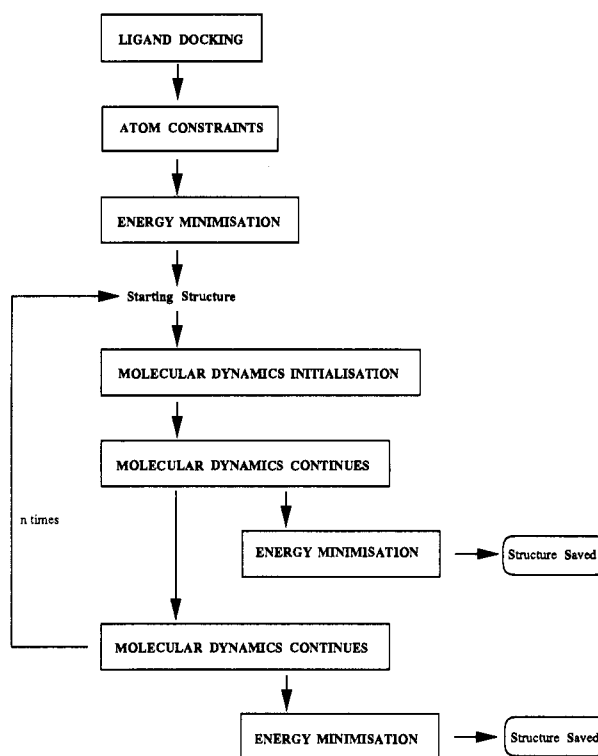 LIGAND DOCKING
ATOM CONSTRAINTS
ENERGY MINIMISATION
Starting Structure
MOLECULAR DYNAMICS INITIALISATION
MOLECULAR DYNAMICS CONTINUES
n times
ENERGY MINIMISATION
Structure Saved
MOLECULAR DYNAMICS CONTINUES
ENERGY MINIMISATION
Structure Saved